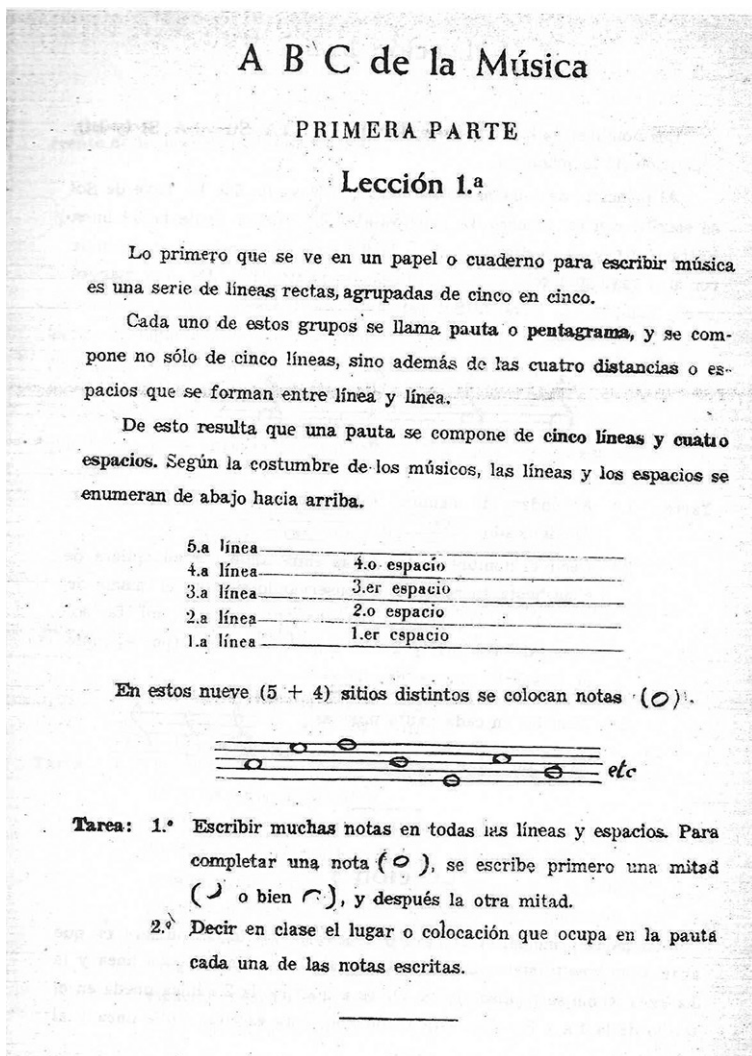 A B C de la Música
PRIMERA PARTE
Lección 1.ª
Lo primero que se ve en un papel o cuaderno para escribir música
es una serie de líneas rectas, agrupadas de cinco en cinco.
Cada uno de estos grupos se llama pauta o pentagrama, y se com-
pone no sólo de cinco líneas, sino además de las cuatro distancias o es-
pacios que se forman entre línea y línea.
De esto resulta que una pauta se compone de cinco líneas y cuatro
espacios. Según la costumbre de los músicos, las líneas y los espacios se
enumeran de abajo hacia arriba.
5.a línea
4.o espacio
4.a línea
3.er espacio
3.a línea
2.o espacio
2.a línea
1.er espacio
1.a línea
En estos nueve (5 + 4) sitios distintos se colocan notas (O).
etc
Tarea: 1.° Escribir muchas notas en todas las líneas y espacios. Para
completar una nota (O), se escribe primero una mitad
( o bien ), y después la otra mitad.
2.° Decir en clase el lugar o colocación que ocupa en la pauta
cada una de las notas escritas.